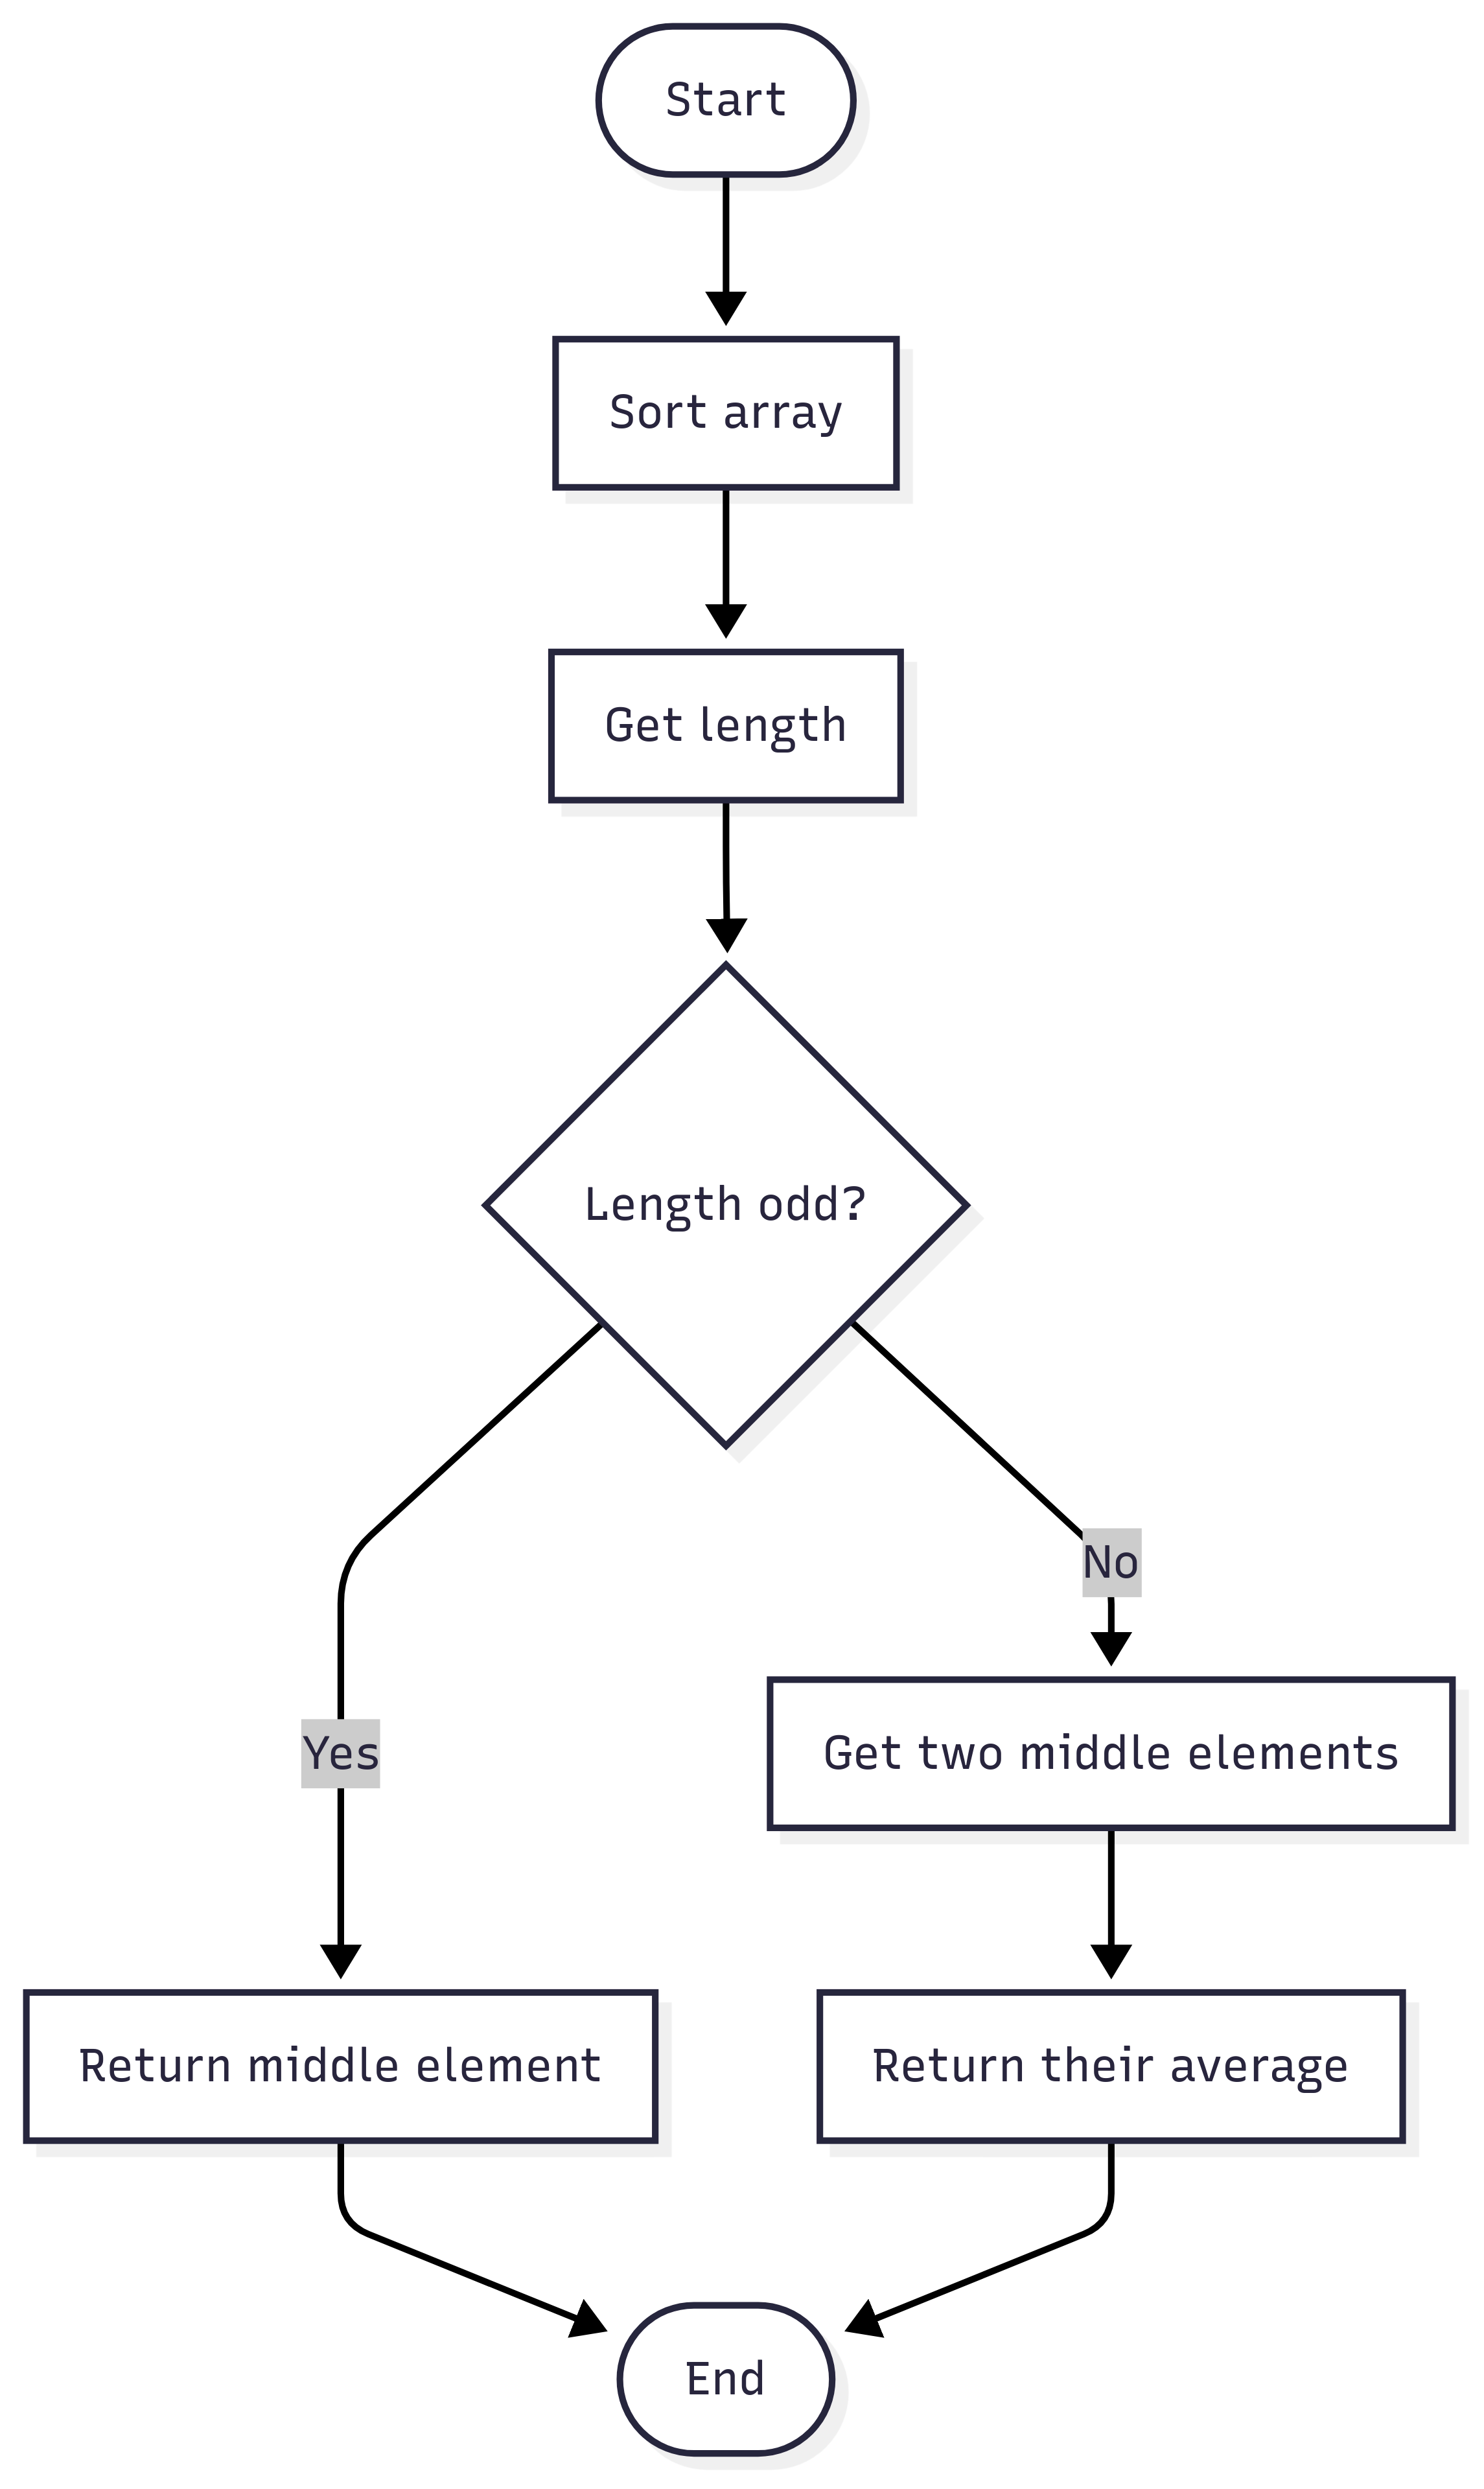 Start
Sort array
Get length
Length odd?
No
Yes
Get two middle elements
Return middle element
Return their average
End